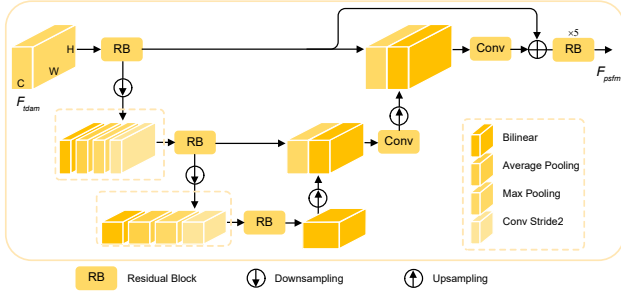 H
W
C
F_tdam
RB
RB
RB
Conv
Conv
×5
RB
F_psfm
Bilinear
Average Pooling
Max Pooling
Conv Stride2
RB
Residual Block
Downsampling
Upsampling